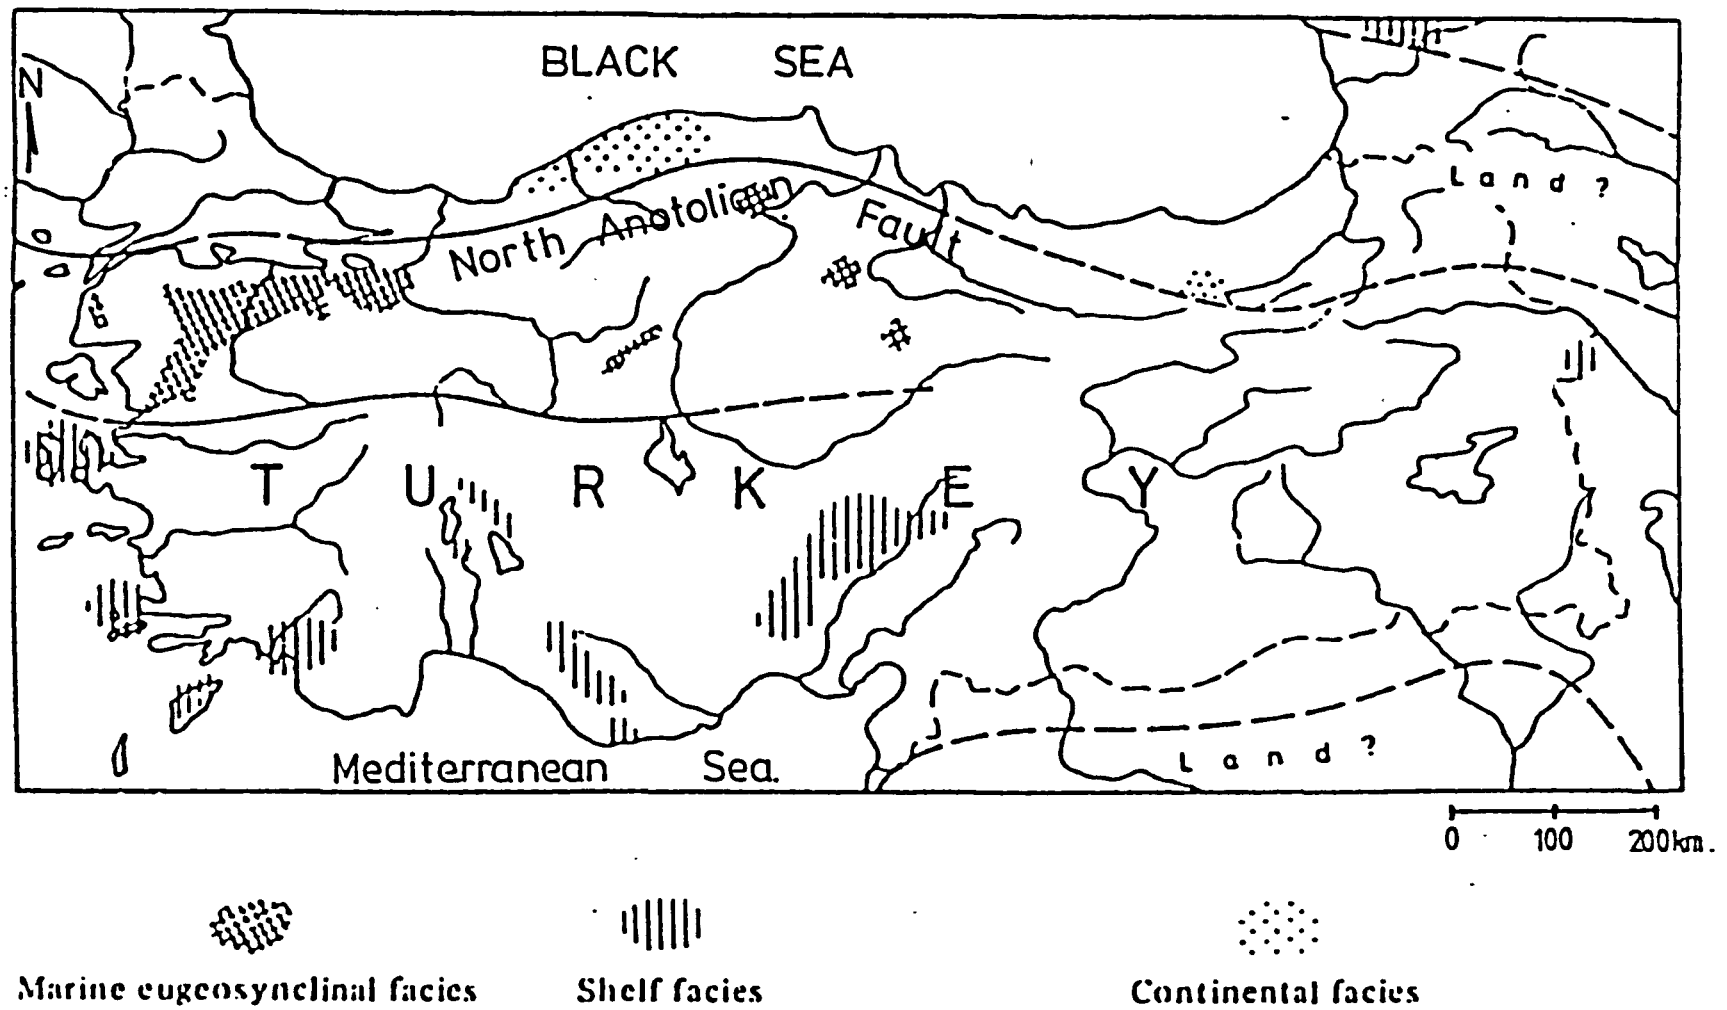 BLACK SEA
N
Land ?
North Anatolian Fault
T U R K E Y
Mediterranean Sea.
Land ?
0 100 200km.
Marine eugeosynclinal facies
Shelf facies
Continental facies